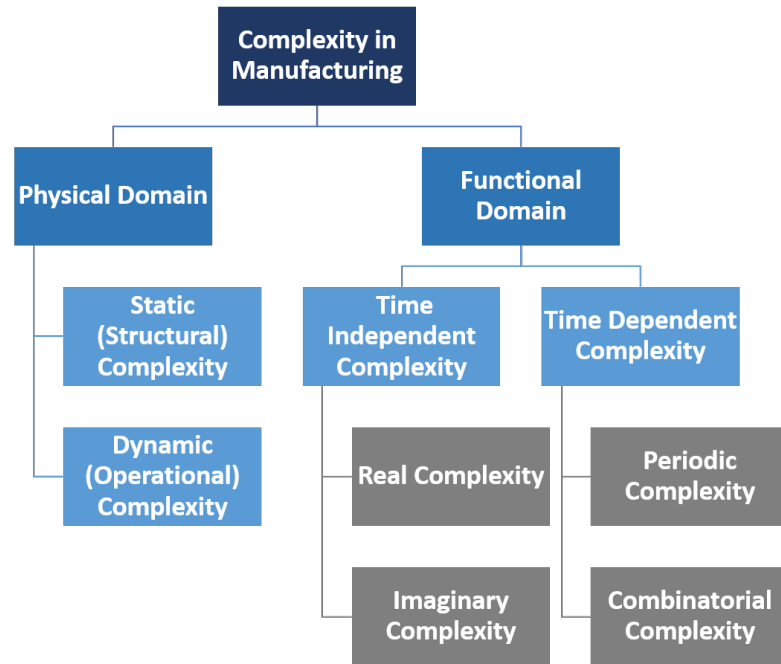 Complexity in
Manufacturing
Physical Domain
Functional
Domain
Static
(Structural)
Complexity
Time
Independent
Complexity
Time Dependent
Complexity
Dynamic
(Operational)
Complexity
Real Complexity
Periodic
Complexity
Imaginary
Complexity
Combinatorial
Complexity